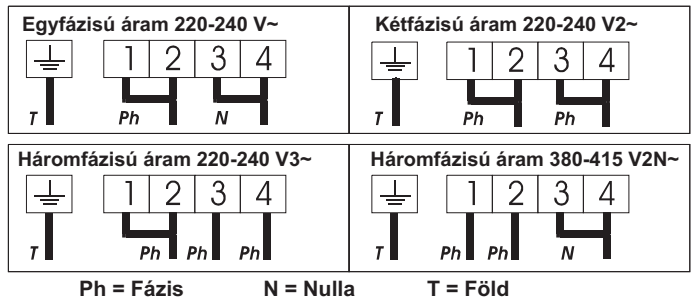 Egyfázisú áram 220-240 V~
1 2 3 4
T Ph N
Kétfázisú áram 220-240 V2~
1 2 3 4
T Ph Ph
Háromfázisú áram 220-240 V3~
1 2 3 4
T Ph Ph Ph
Háromfázisú áram 380-415 V2N~
1 2 3 4
T Ph Ph N
Ph = Fázis N = Nulla T = Föld